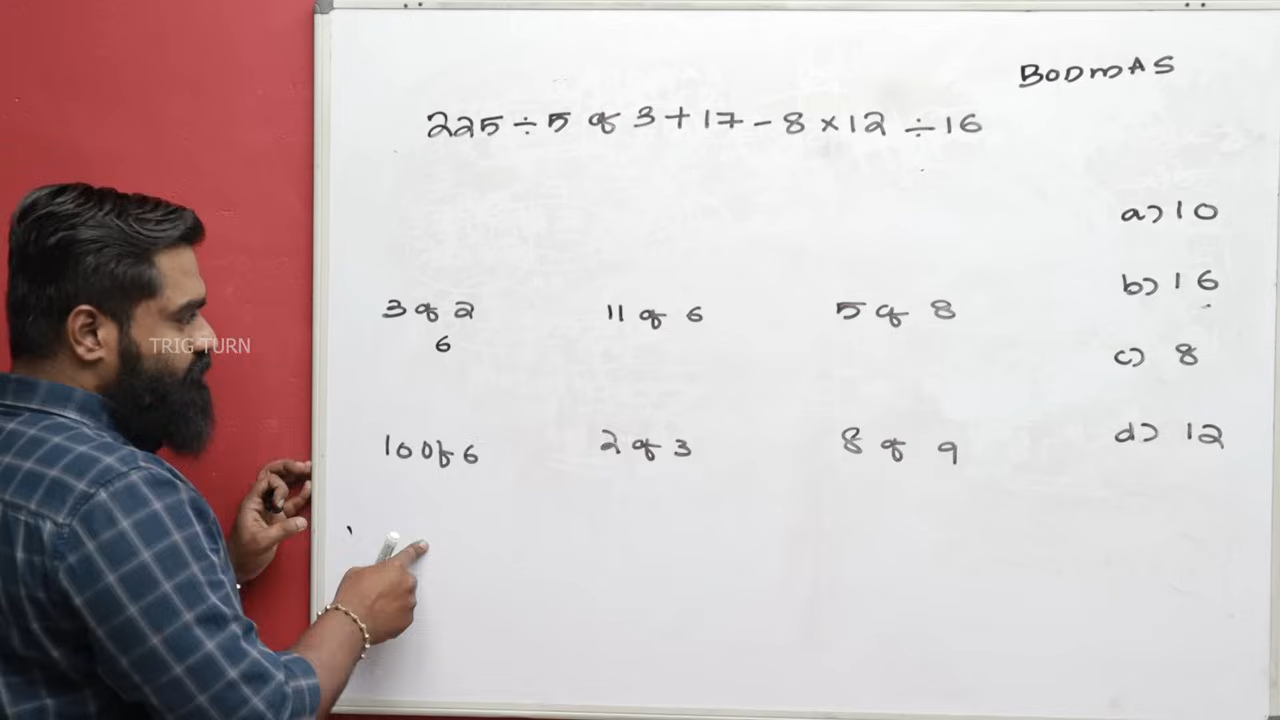 BODMAS
225 ÷ 5 of 3 + 17 - 8 × 12 ÷ 16
a) 10
b) 16
3 of 2 11 of 6 5 of 8
6
c) 8
TRIG TURN
d) 12
10 of 6 2 of 3 8 of 9